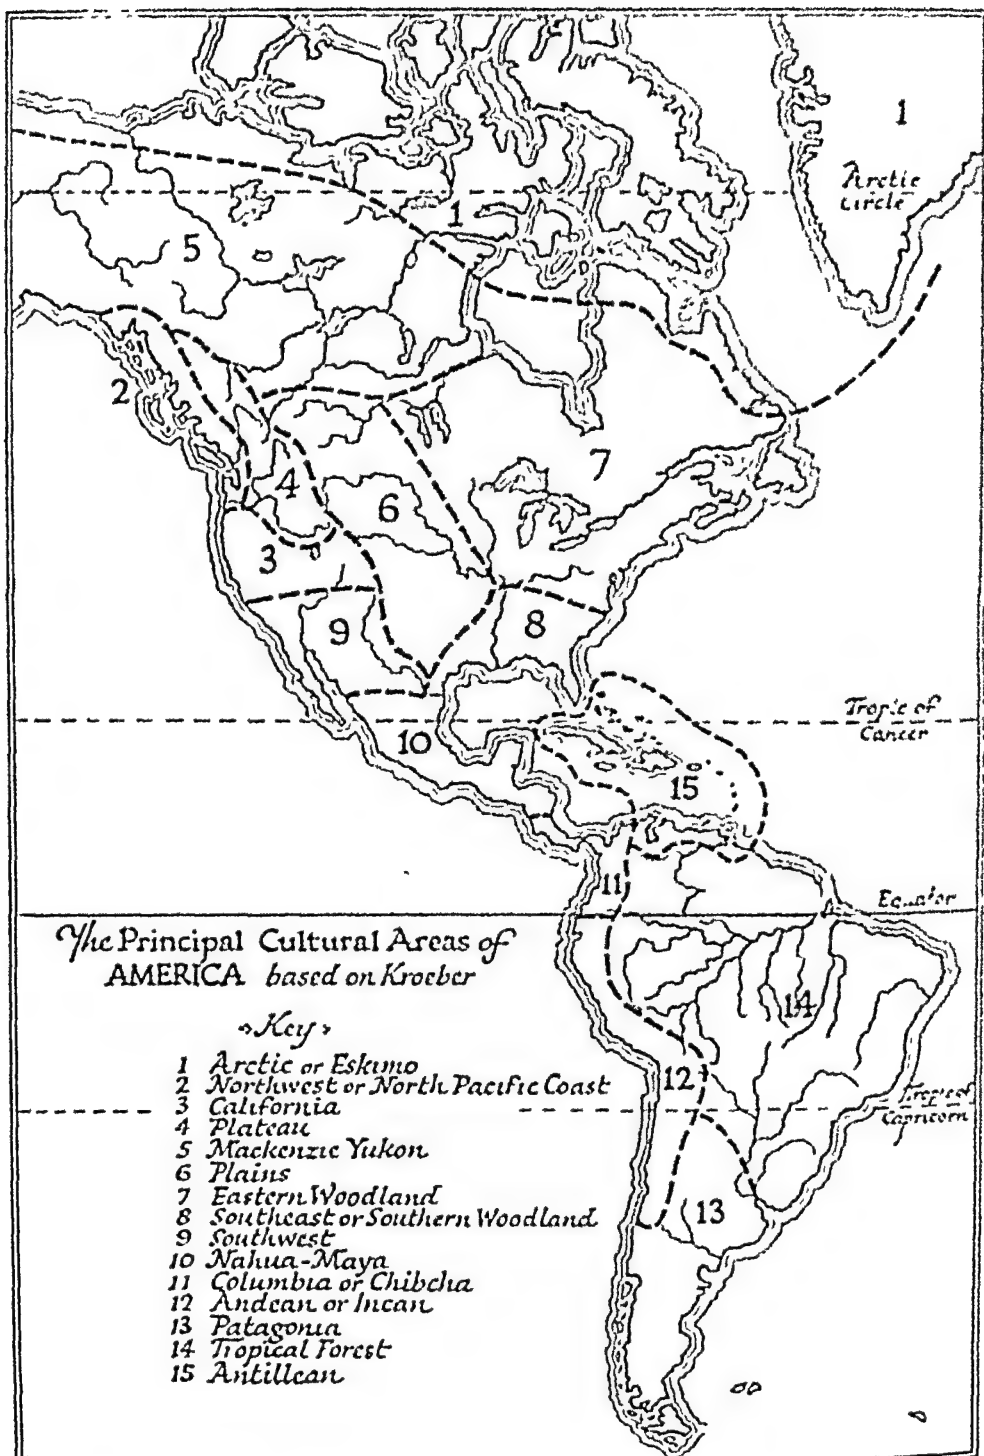 1
Arctic
Circle
1
5
2
7
4
6
3
9
8
Tropic of
Cancer
10
15
11
Equator
The Principal Cultural Areas of
AMERICA based on Kroeber
14
Key
12
1 Arctic or Eskimo
2 Northwest or North Pacific Coast
3 California
4 Plateau
5 Mackenzie Yukon
6 Plains
7 Eastern Woodland
8 Southeast or Southern Woodland
9 Southwest
10 Nahua-Maya
11 Columbia or Chibcha
12 Andean or Incan
13 Patagonia
14 Tropical Forest
15 Antillean
Tropic of
Capricorn
13